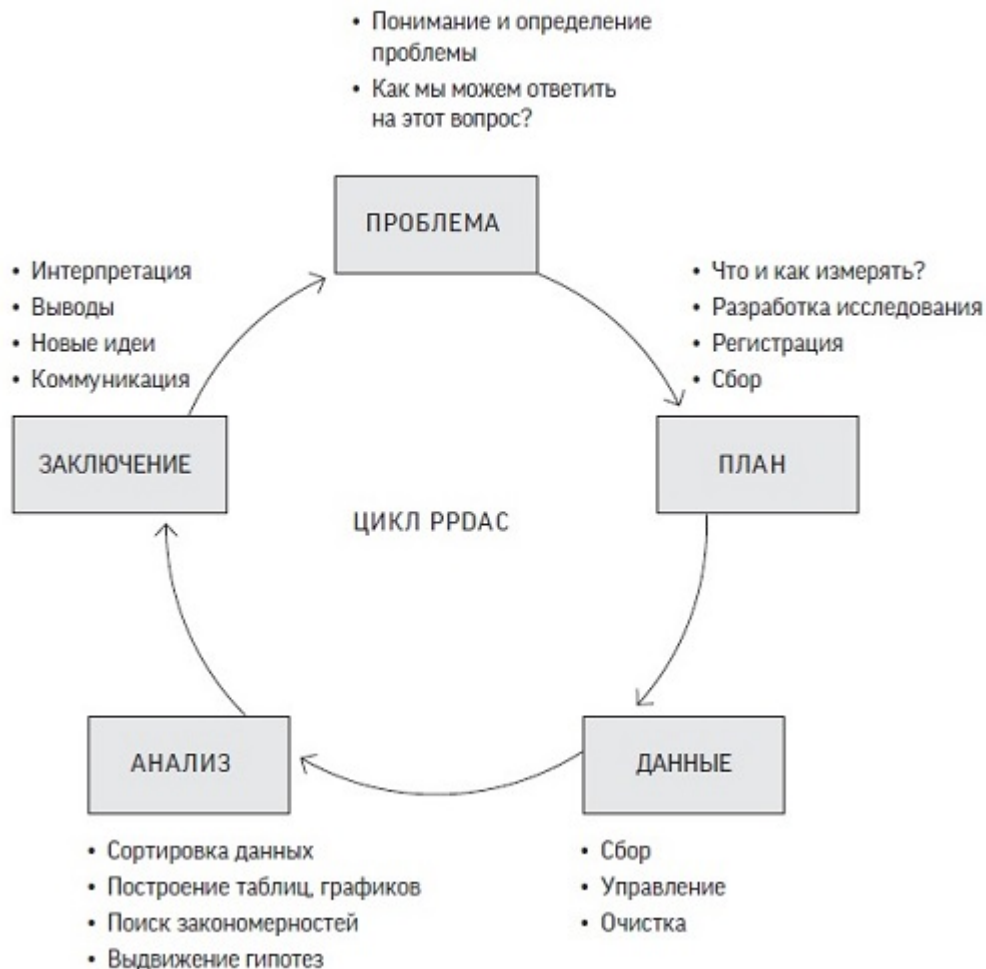 • Понимание и определение
проблемы
• Как мы можем ответить
на этот вопрос?
ПРОБЛЕМА
• Интерпретация
• Выводы
• Новые идеи
• Коммуникация
• Что и как измерять?
• Разработка исследования
• Регистрация
• Сбор
ЗАКЛЮЧЕНИЕ
ПЛАН
ЦИКЛ PPDAC
АНАЛИЗ
ДАННЫЕ
• Сортировка данных
• Построение таблиц, графиков
• Поиск закономерностей
• Выдвижение гипотез
• Сбор
• Управление
• Очистка